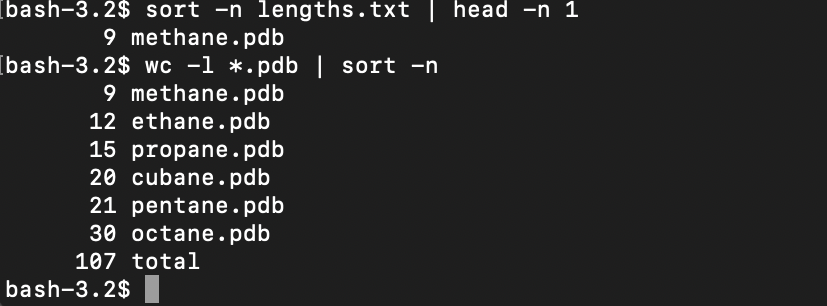 [bash-3.2$ sort -n lengths.txt | head -n 1
9 methane.pdb
[bash-3.2$ wc -l *.pdb | sort -n
9 methane.pdb
12 ethane.pdb
15 propane.pdb
20 cubane.pdb
21 pentane.pdb
30 octane.pdb
107 total
bash-3.2$